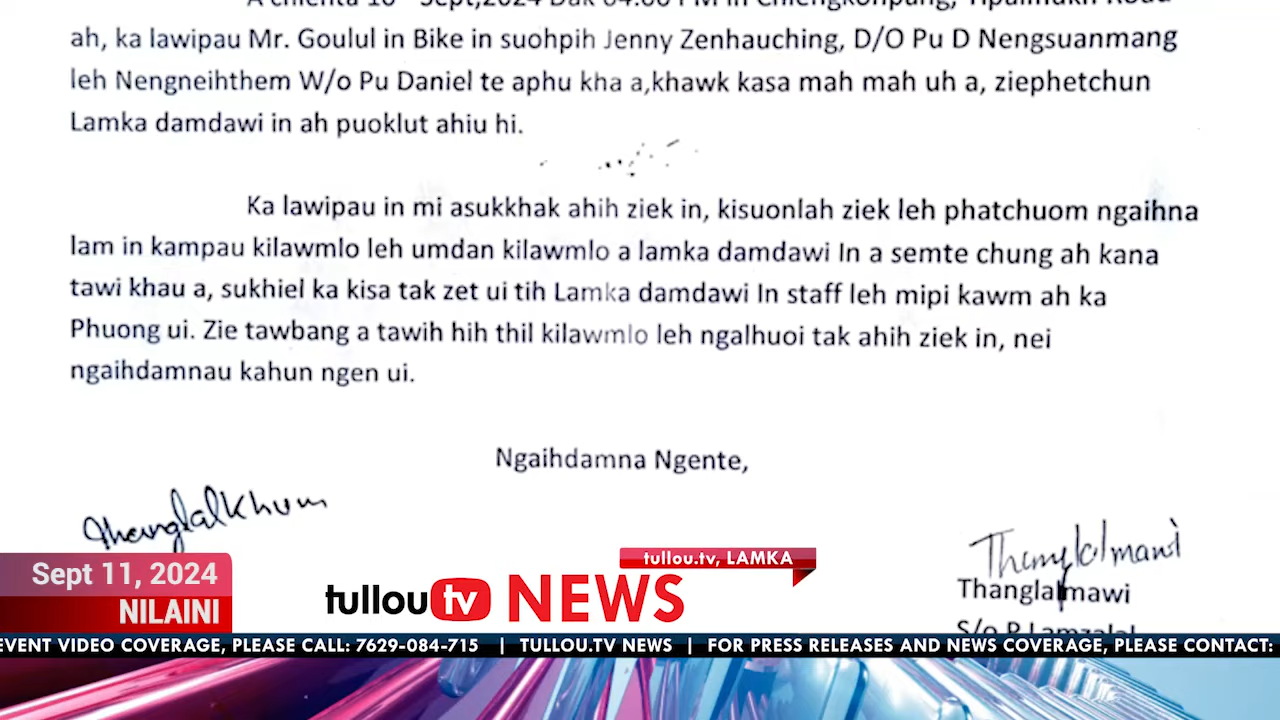 ah, ka lawipau Mr. Goulul in Bike in suohpih Jenny Zenhauching, D/O Pu D Nengsuanmang
leh Nengneihthem W/o Pu Daniel te aphu kha a,khawk kasa mah mah uh a, ziephetchun
Lamka damdawi in ah puoklut ahiu hi.
Ka lawipau in mi asukkhak ahih ziek in, kisuonlah ziek leh phatchuom ngaihna
lam in kampau kilawmlo leh umdan kilawmlo a lamka damdawi In a semte chung ah kana
tawi khau a, sukhiel ka kisa tak zet ui tih Lamka damdawi In staff leh mipi kawm ah ka
Phuong ui. Zie tawbang a tawih hih thil kilawmlo leh ngalhuoi tak ahih ziek in, nei
ngaihdamnau kahun ngen ui.
Ngaihdamna Ngente,
Thanglalkhum
Thanglalmawi
Thanglalmawi
Sept 11, 2024
NILAINI
tullou.tv, LAMKA
tullou tv NEWS
EVENT VIDEO COVERAGE, PLEASE CALL: 7629-084-715 | TULLOU.TV NEWS | FOR PRESS RELEASES AND NEWS COVERAGE, PLEASE CONTACT: